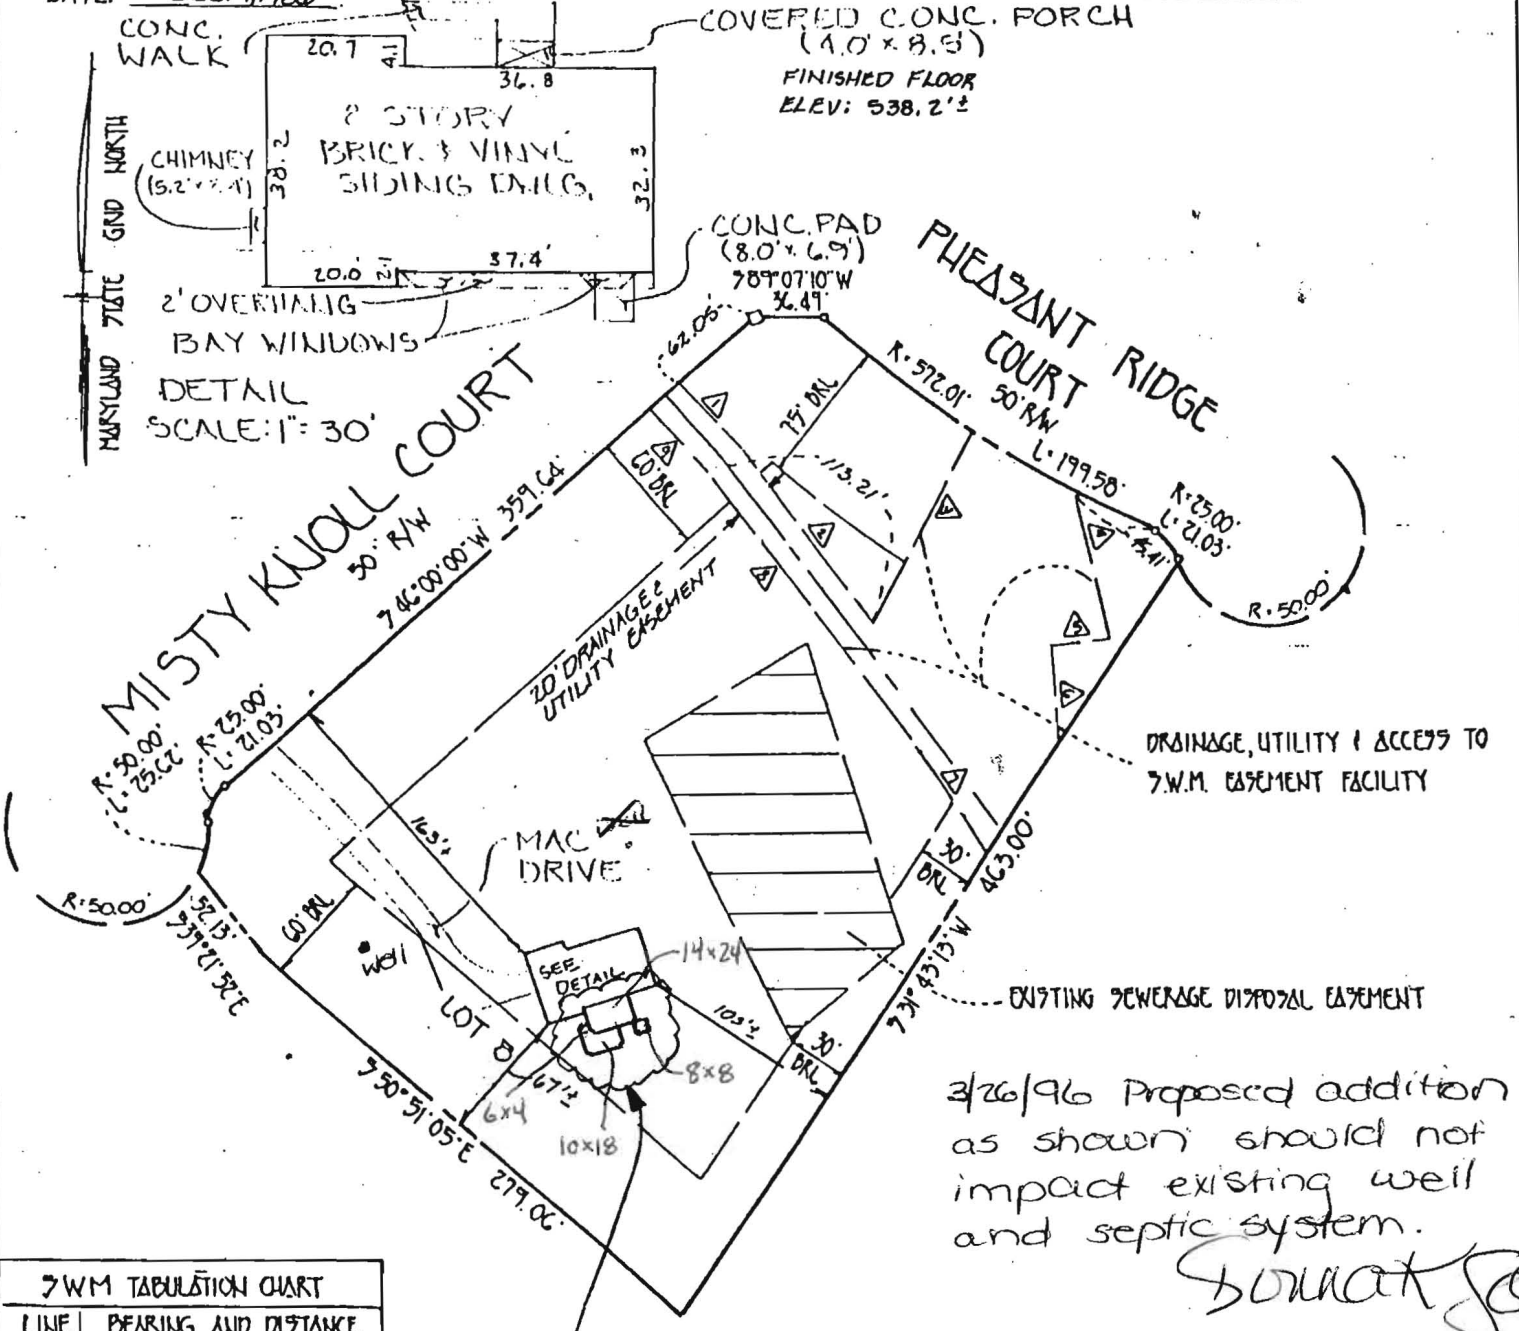 CONC.
WALK
COVERED CONC. PORCH
(4.0' x 8.5')
FINISHED FLOOR
ELEV: 538.2'±
20.7
4.1
36.8
2 STORY
BRICK & VINYL
SIDING DWLG.
38.2
32.3
CHIMNEY
MARYLAND STATE GRID NORTH
20.0
2.1
37.4'
CONC. PAD
(8.0' x 6.9')
2' OVERHANG
BAY WINDOWS
DETAIL
SCALE: 1" = 30'
S89°07'10"W
36.49'
62.05'
PHEASANT RIDGE
COURT
50' R/W
R=572.01'
L=199.58'
R=25.00'
L=21.03'
45.41'
R=50.00'
MISTY KNOLL COURT
50' R/W
S46°00'00"W 359.64'
75' BRL
60' BRL
113.21'
1
2
20' DRAINAGE &
UTILITY EASEMENT
DRAINAGE, UTILITY & ACCESS TO
S.W.M. EASEMENT FACILITY
R=50.00'
L=25.62'
R=25.00'
L=21.03'
R=50.00'
52.13'
S39°21'52"E
60' BRL
163'±
MAC
DRIVE
well
LOT 8
SEE
DETAIL
14x24
8x8
6x4
10x18
67'±
103'±
30'
BRL
30'
BRL
463.00'
S31°43'13"W
EXISTING SEWERAGE DISPOSAL EASEMENT
S50°51'05"E 279.06'
3/26/96 Proposed addition
as shown should not
impact existing well
and septic system.
SWM TABULATION CHART
LINE BEARING AND DISTANCE